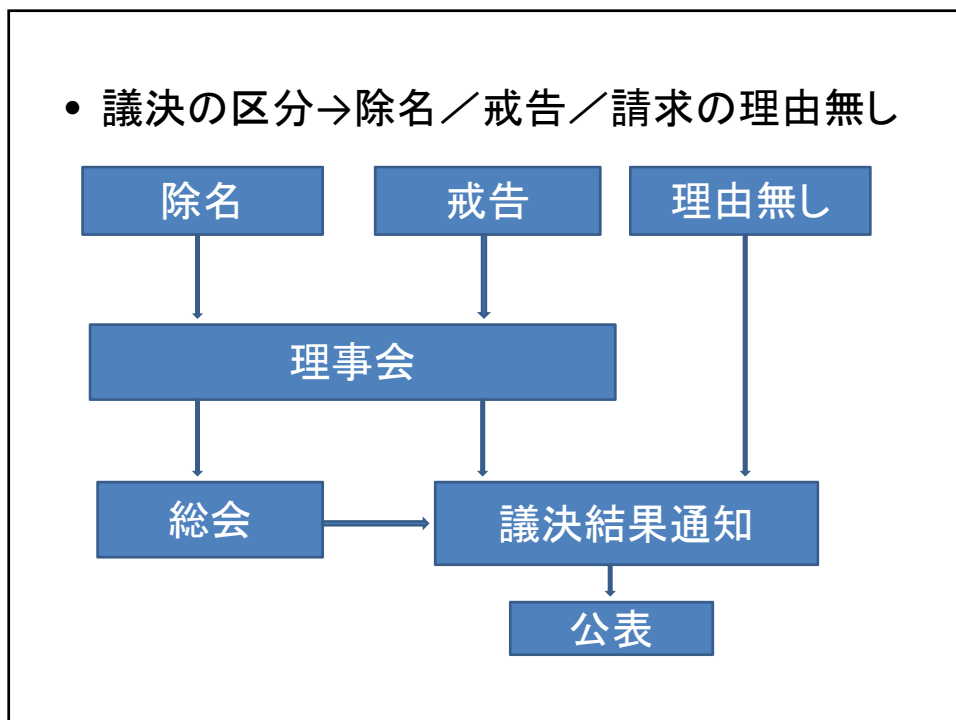 • 議決の区分→除名／戒告／請求の理由無し
除名
戒告
理由無し
理事会
総会
議決結果通知
公表